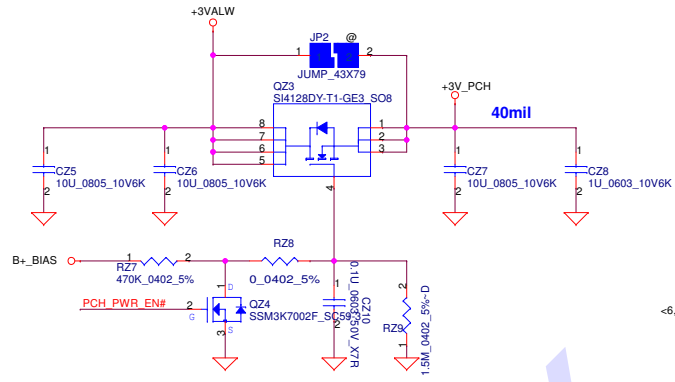 +3VALW
JP2 @
1 2
JUMP_43X79
QZ3
SI4128DY-T1-GE3_SO8
+3V_PCH
40mil
8 1
7 2
6 3
5
4
1 1 1 1
CZ5 CZ6 CZ7 CZ8
10U_0805_10V6K 10U_0805_10V6K 10U_0805_10V6K 1U_0603_10V6K
2 2 2 2
B+_BIAS
1 2
RZ7
470K_0402_5%
RZ8
0_0402_5%
PCH_PWR_EN#
2
G
1
D
QZ4
SSM3K7002F_SC59-3
3
S
1
2
CZ10
0.1U_0603_50V_X7R
2
RZ9
1
1.5M_0402_5%~D
<6,